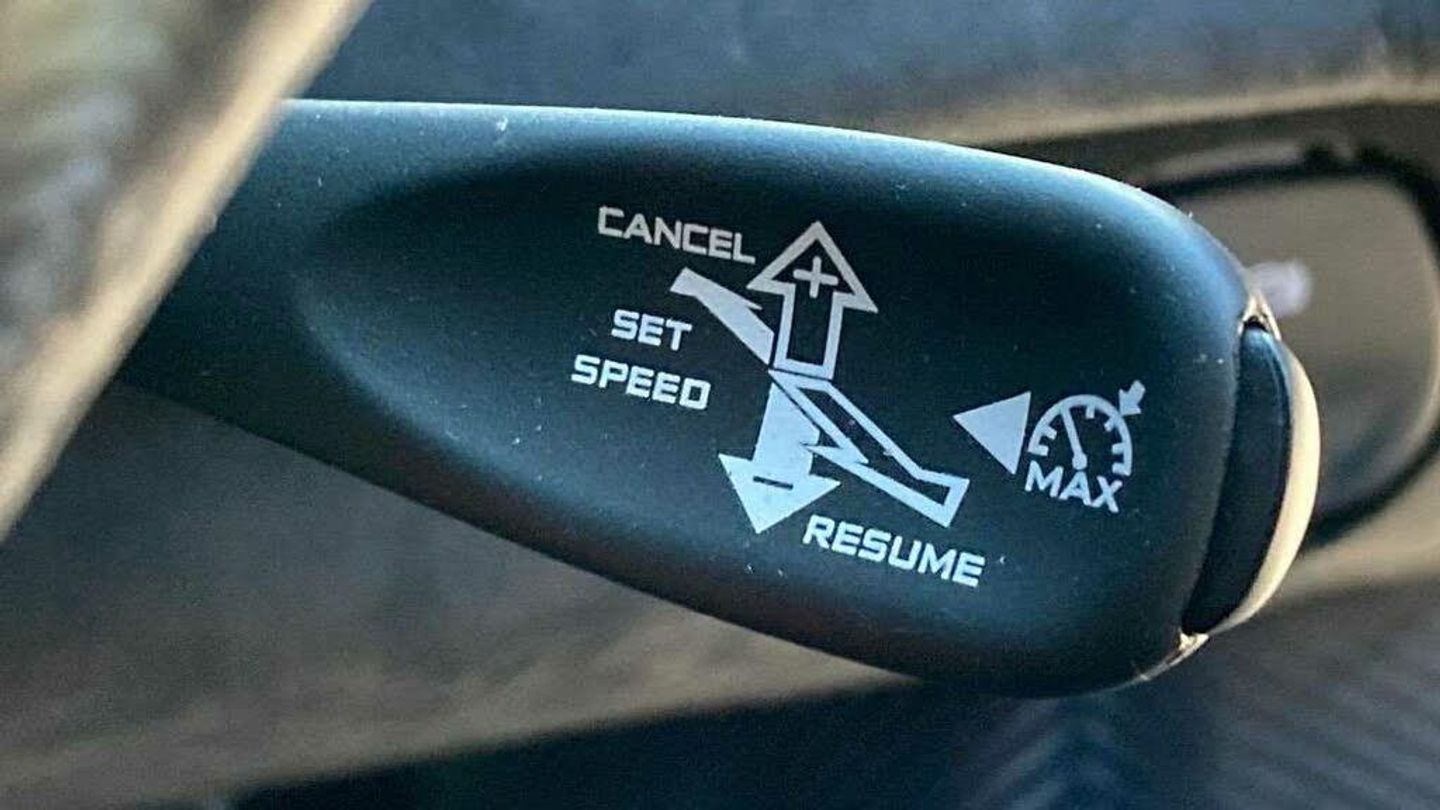 CANCEL
+
SET
SPEED
-
RESUME
MAX